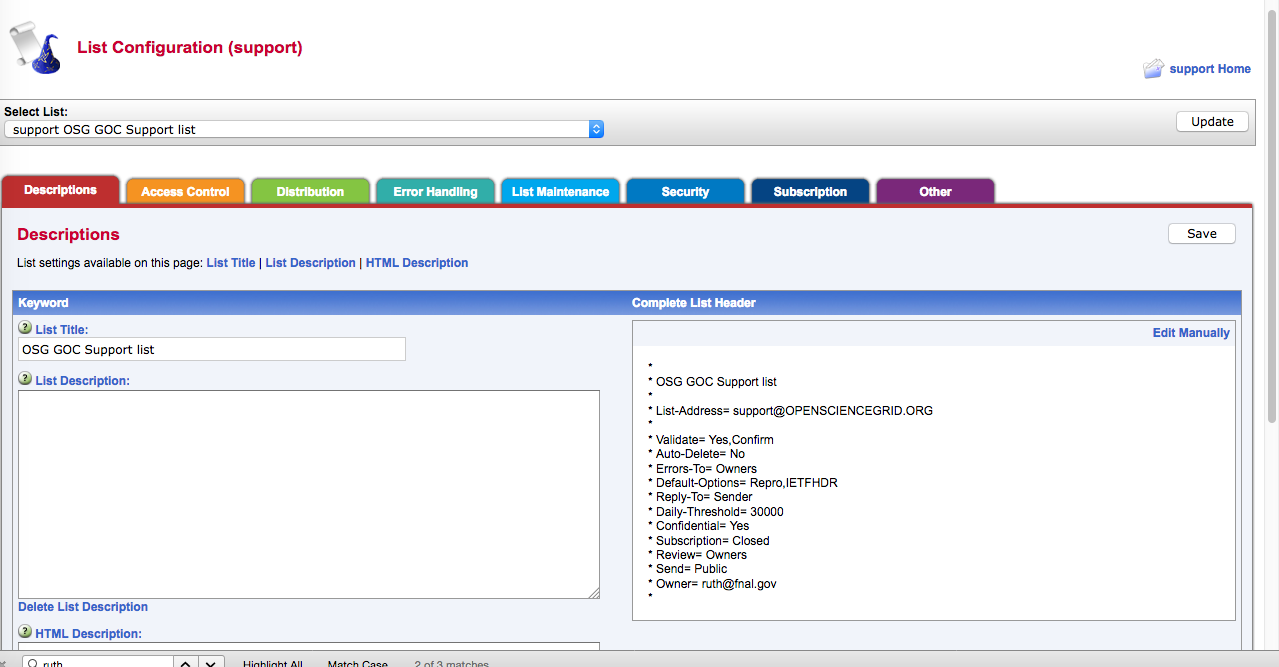 List Configuration (support)
support Home
Select List:
support OSG GOC Support list
Update
Descriptions
Access Control
Distribution
Error Handling
List Maintenance
Security
Subscription
Other
Descriptions
Save
List settings available on this page: List Title | List Description | HTML Description
Keyword
Complete List Header
? List Title:
OSG GOC Support list
? List Description:
Delete List Description
? HTML Description:
Edit Manually
*
* OSG GOC Support list
*
* List-Address= support@OPENSCIENCEGRID.ORG
*
* Validate= Yes,Confirm
* Auto-Delete= No
* Errors-To= Owners
* Default-Options= Repro,IETFHDR
* Reply-To= Sender
* Daily-Threshold= 30000
* Confidential= Yes
* Subscription= Closed
* Review= Owners
* Send= Public
* Owner= ruth@fnal.gov
*
ruth
Highlight All
Match Case
2 of 3 matches